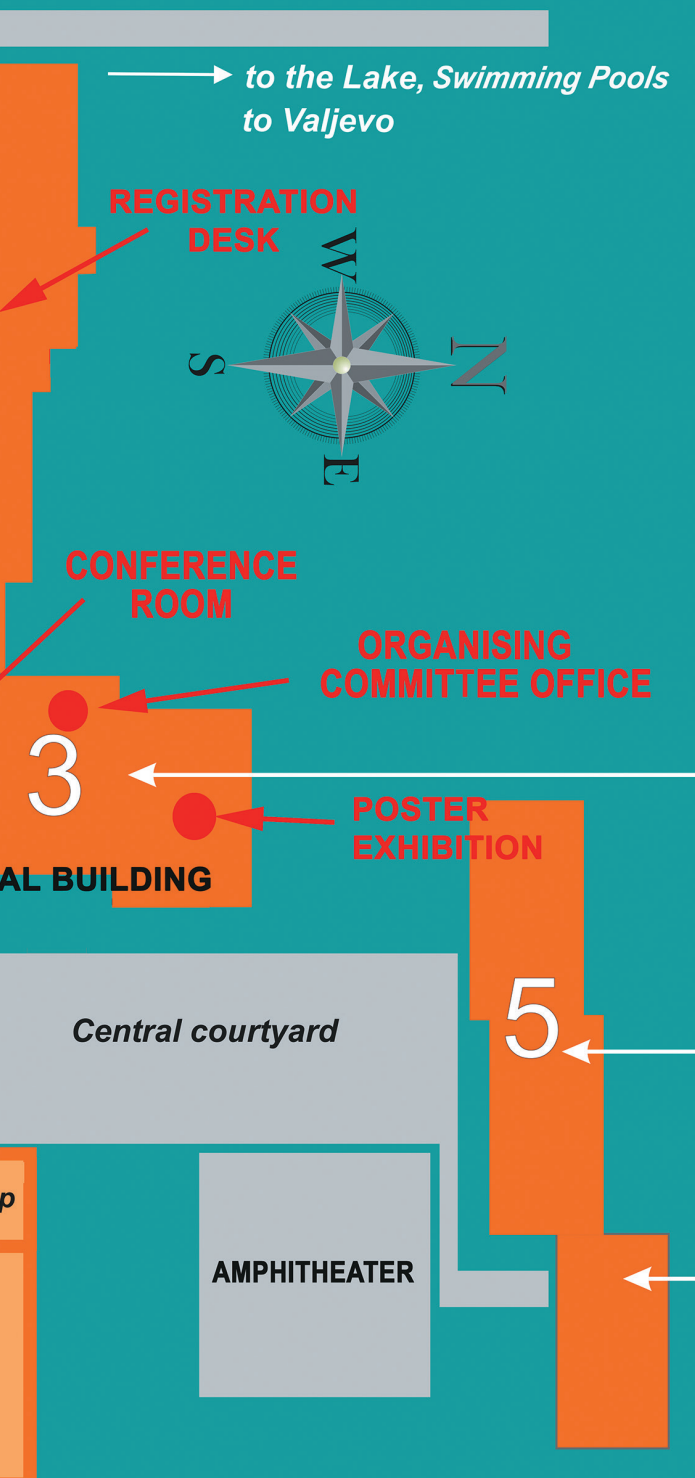 to the Lake, Swimming Pools
to Valjevo
REGISTRATION
DESK
W
S
N
E
CONFERENCE
ROOM
ORGANISING
COMMITTEE OFFICE
3
POSTER
EXHIBITION
AL BUILDING
5
Central courtyard
p
AMPHITHEATER